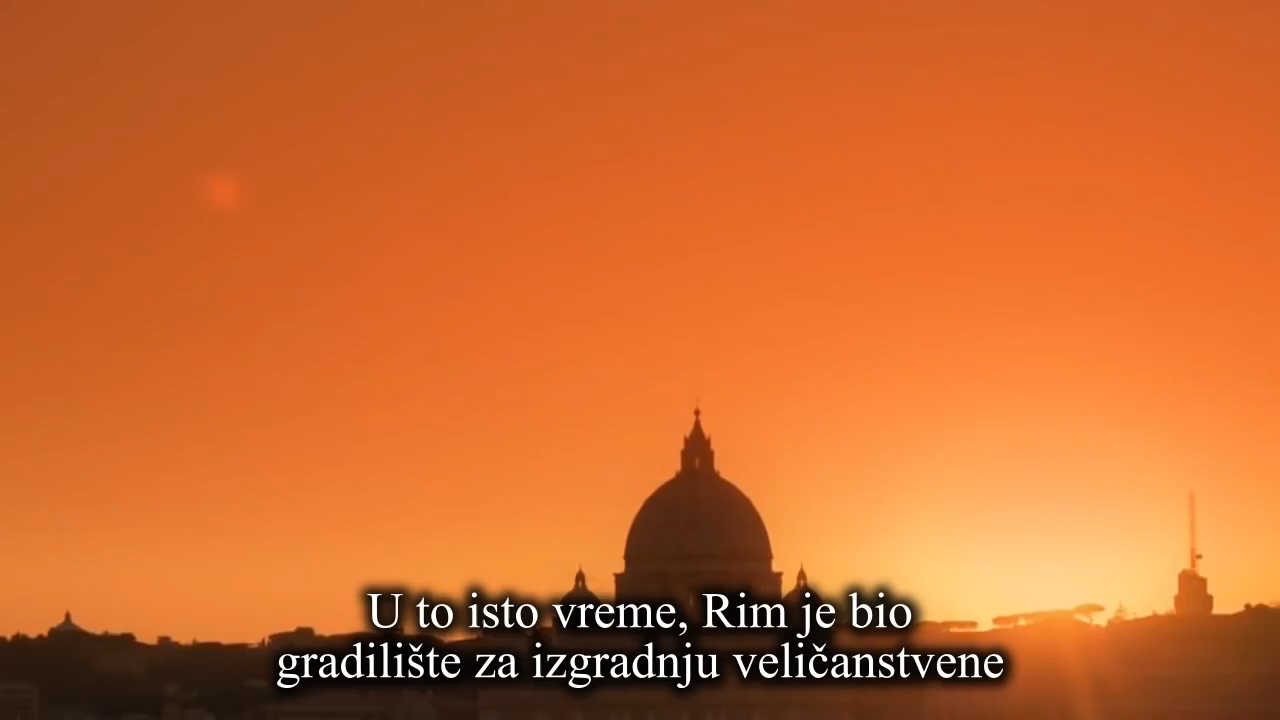 U to isto vreme, Rim je bio
gradilište za izgradnju veličanstvene